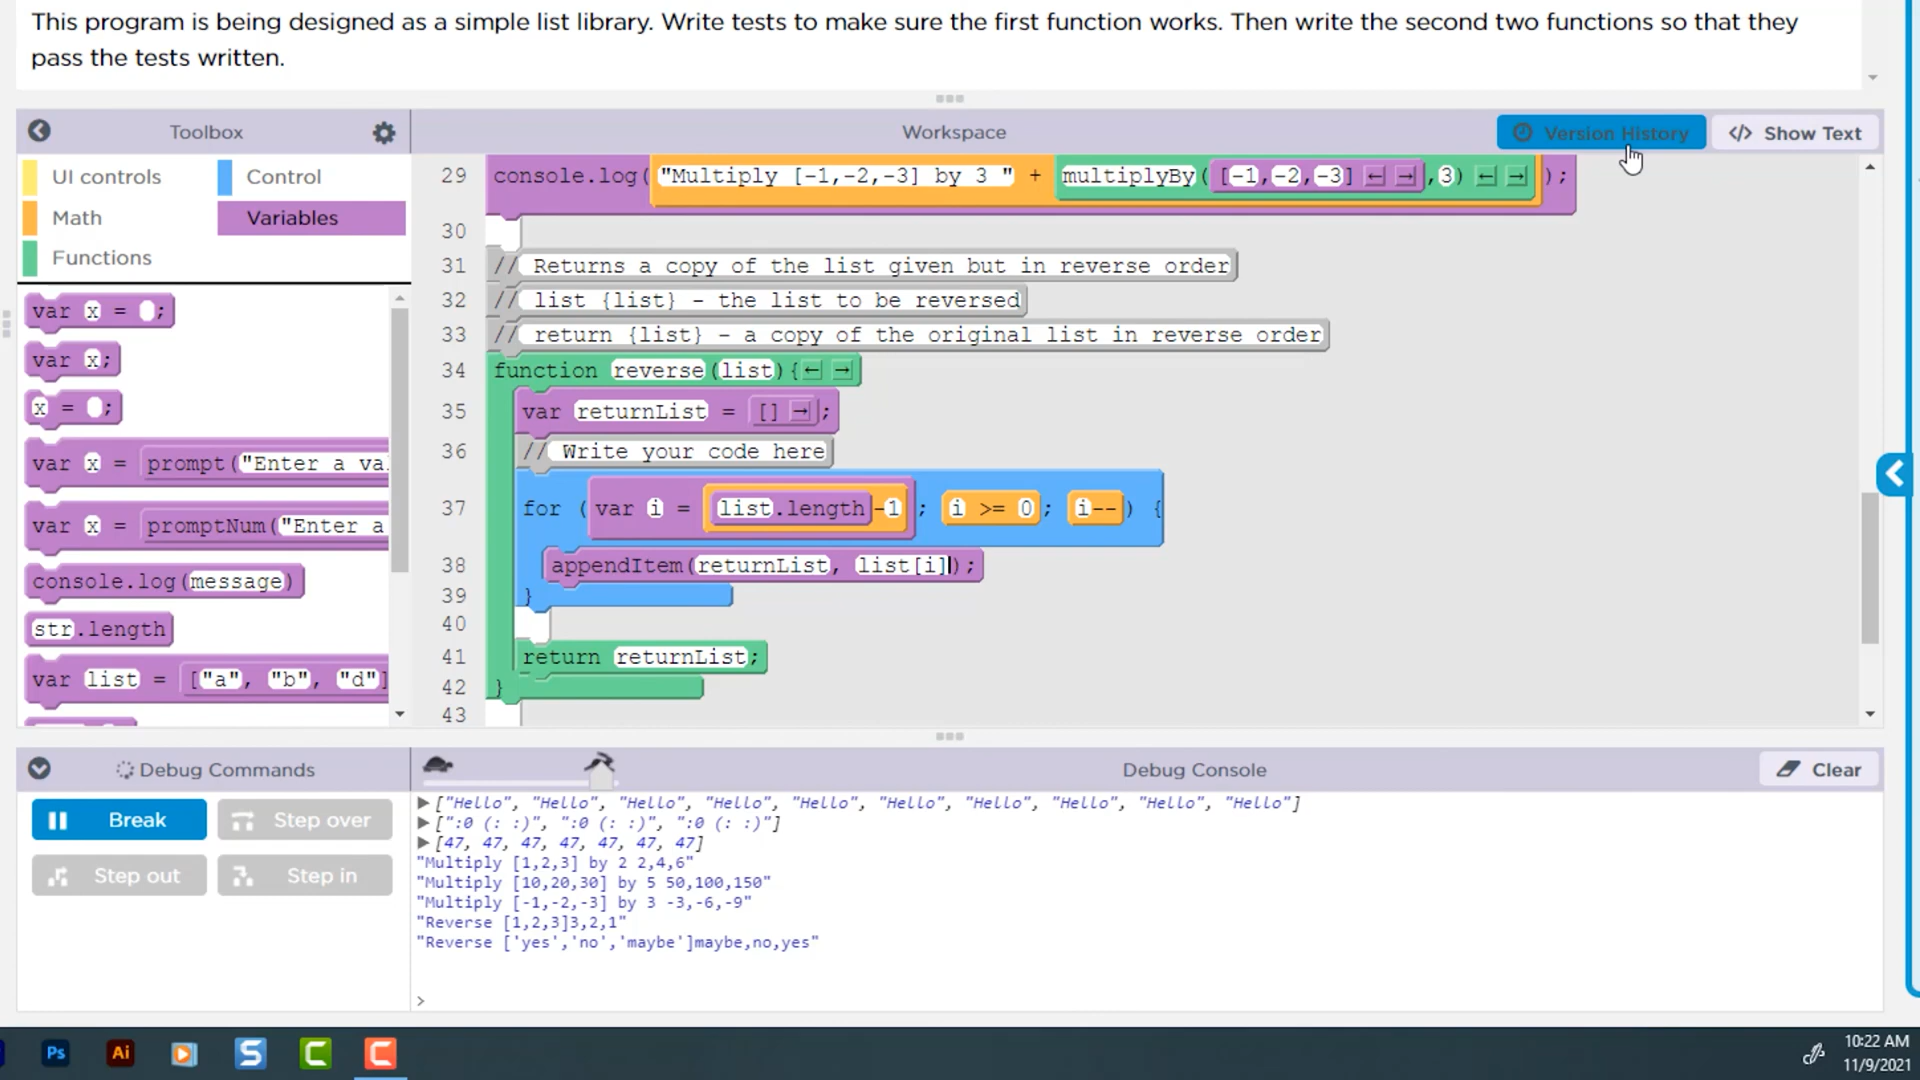 This program is being designed as a simple list library. Write tests to make sure the first function works. Then write the second two functions so that they
pass the tests written.
Toolbox
Workspace
Version History
</> Show Text
UI controls
Control
Math
Variables
Functions
var x = ;
var x;
x = ;
var x = prompt("Enter a va
var x = promptNum("Enter a
console.log(message)
str.length
var list = ["a", "b", "d"]
29 console.log( "Multiply [-1,-2,-3] by 3 " + multiplyBy( [-1,-2,-3] ← → ,3) ← → );
30
31 // Returns a copy of the list given but in reverse order
32 // list {list} - the list to be reversed
33 // return {list} - a copy of the original list in reverse order
34 function reverse(list){ ← →
35 var returnList = [] → ;
36 // Write your code here
37 for ( var i = list.length -1 ; i >= 0 ; i-- ) {
38 appendItem(returnList, list[i]);
39 }
40
41 return returnList;
42 }
43
Debug Commands
Debug Console
Clear
Break
Step over
Step out
Step in
["Hello", "Hello", "Hello", "Hello", "Hello", "Hello", "Hello", "Hello", "Hello", "Hello"]
[":0 (: :)", ":0 (: :)", ":0 (: :)"]
[47, 47, 47, 47, 47, 47, 47]
"Multiply [1,2,3] by 2 2,4,6"
"Multiply [10,20,30] by 5 50,100,150"
"Multiply [-1,-2,-3] by 3 -3,-6,-9"
"Reverse [1,2,3]3,2,1"
"Reverse ['yes','no','maybe']maybe,no,yes"
>
Ps
Ai
S
C
C
10:22 AM
11/9/2021